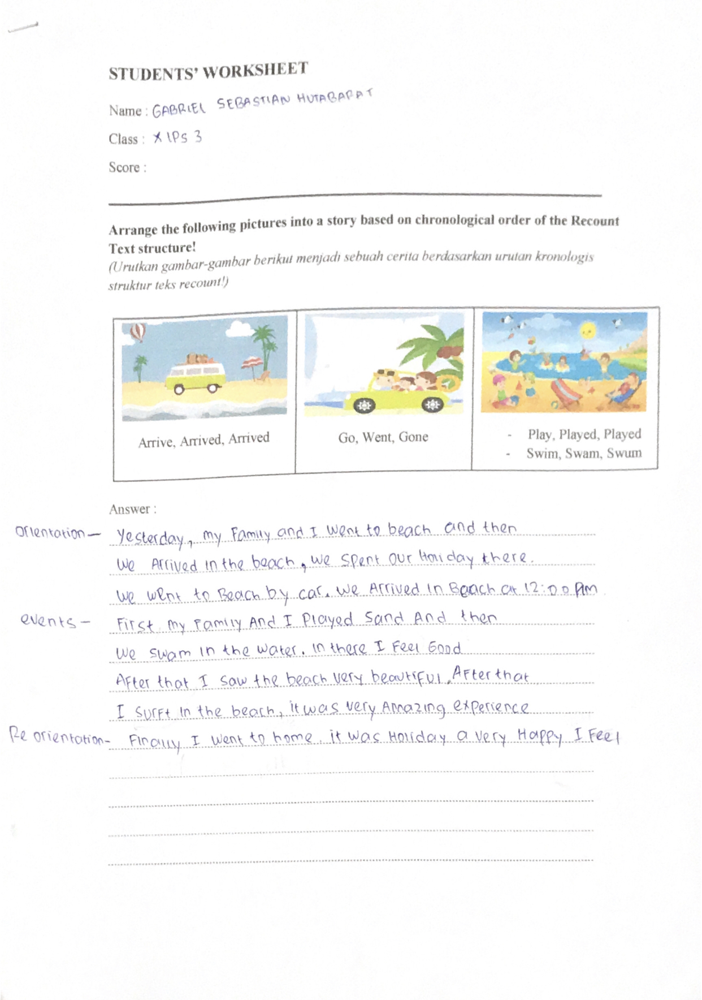 STUDENTS' WORKSHEET
Name : GABRIEL SEBASTIAN HUTABARAT
Class : X IPS 3
Score :
Arrange the following pictures into a story based on chronological order of the Recount
Text structure!
(Urutkan gambar-gambar berikut menjadi sebuah cerita berdasarkan urutan kronologis
struktur teks recount!)
Arrive, Arrived, Arrived
Go, Went, Gone
- Play, Played, Played
- Swim, Swam, Swum
Answer :
orientation - Yesterday, my Family and I went to beach and then
We Arrived in the beach, we spent our Holiday there.
We went to Beach by car. We Arrived in Beach at 12:00 Am
events - First my Family And I Played Sand And then
We swam in the water. In there I Feel Good
After that I saw the beach very beautiful. After that
I surft in the beach, it was very Amazing experience
Re orientation - Finally I went to home. it was Holiday a very Happy I Feel